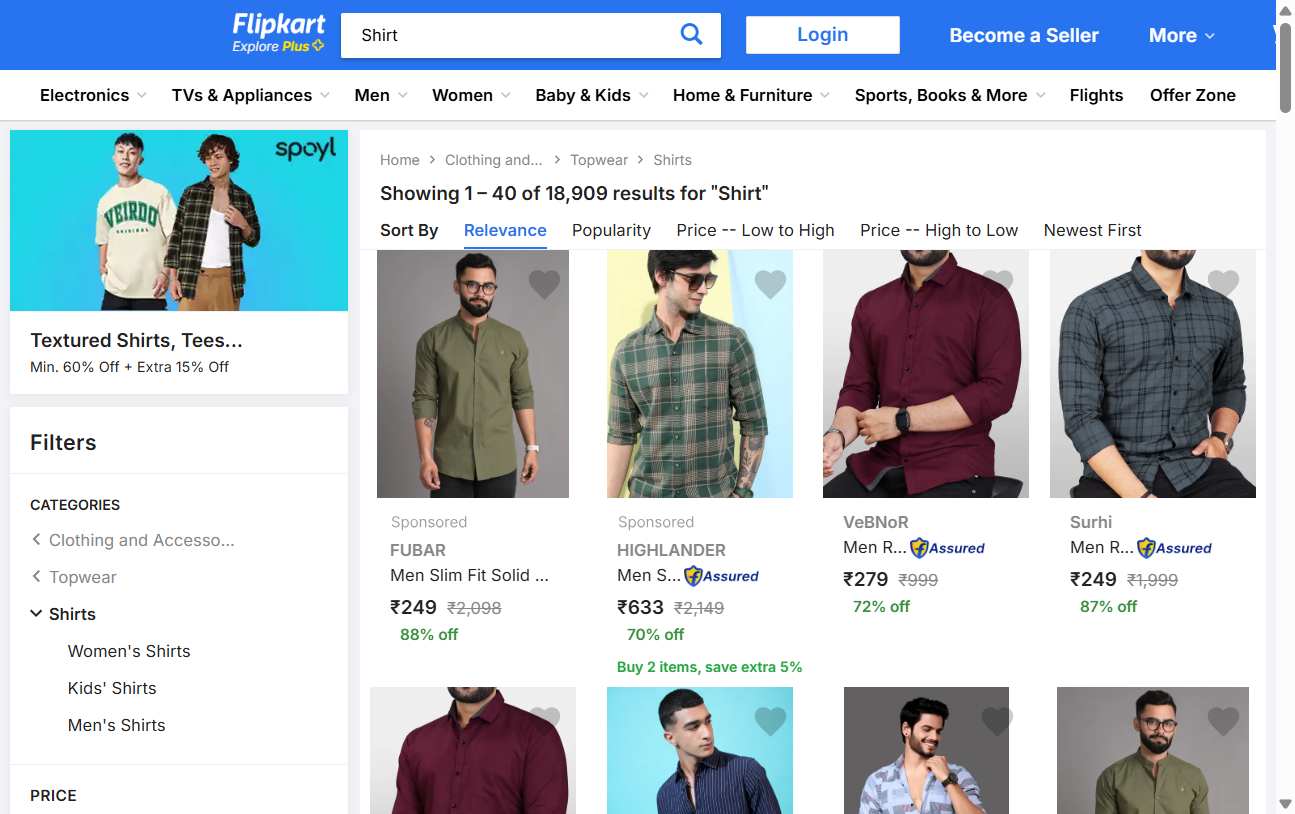 Flipkart
Explore Plus
Shirt
Login
Become a Seller
More
Electronics
TVs & Appliances
Men
Women
Baby & Kids
Home & Furniture
Sports, Books & More
Flights
Offer Zone
spoyl
VEIRDO
ORIGINAL
Textured Shirts, Tees...
Min. 60% Off + Extra 15% Off
Filters
CATEGORIES
Clothing and Accesso...
Topwear
Shirts
Women's Shirts
Kids' Shirts
Men's Shirts
PRICE
Home
Clothing and...
Topwear
Shirts
Showing 1 – 40 of 18,909 results for "Shirt"
Sort By
Relevance
Popularity
Price -- Low to High
Price -- High to Low
Newest First
Sponsored
FUBAR
Men Slim Fit Solid ...
₹249 ₹2,098
88% off
Sponsored
HIGHLANDER
Men S... Assured
₹633 ₹2,149
70% off
Buy 2 items, save extra 5%
VeBNoR
Men R... Assured
₹279 ₹999
72% off
Surhi
Men R... Assured
₹249 ₹1,999
87% off